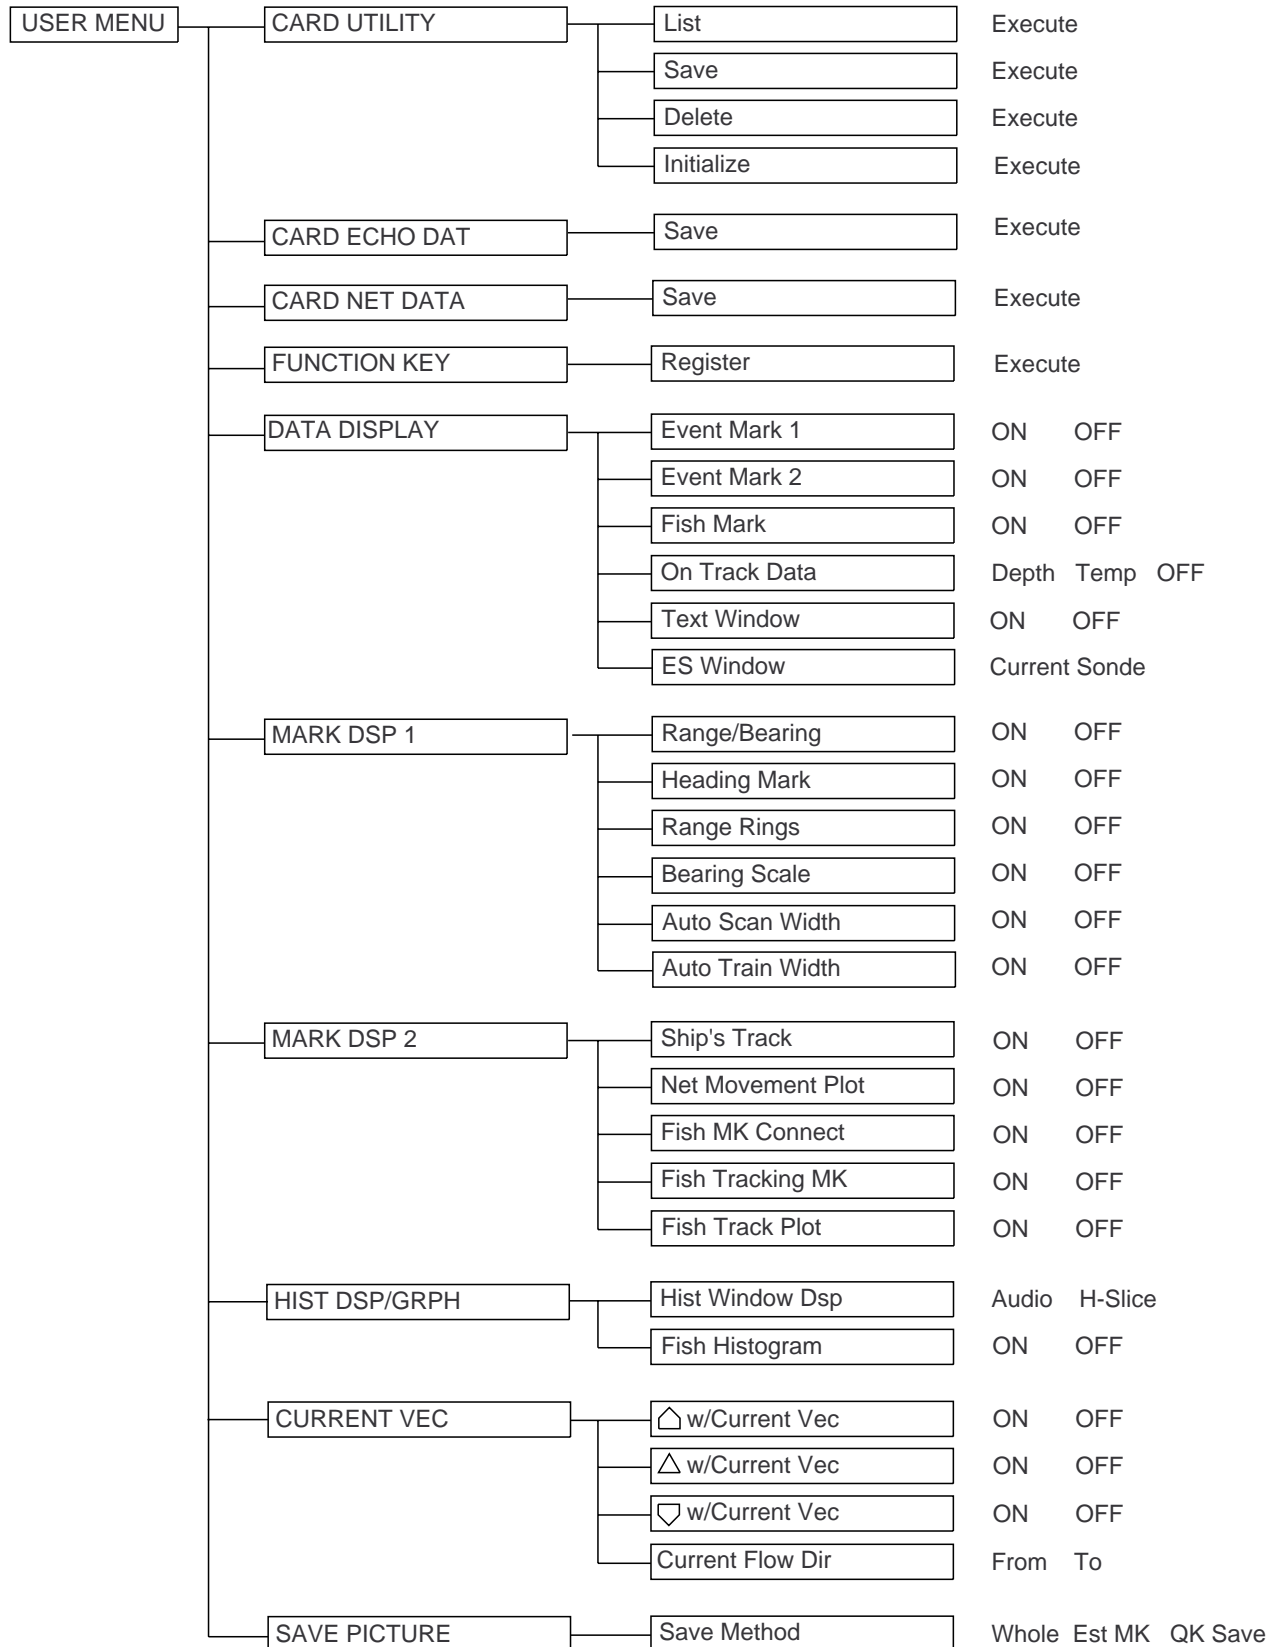 USER MENU CARD UTILITY List Execute
Save Execute
Delete Execute
Initialize Execute
CARD ECHO DAT Save Execute
CARD NET DATA Save Execute
FUNCTION KEY Register Execute
DATA DISPLAY Event Mark 1 ON OFF
Event Mark 2 ON OFF
Fish Mark ON OFF
On Track Data Depth Temp OFF
Text Window ON OFF
ES Window Current Sonde
MARK DSP 1 Range/Bearing ON OFF
Heading Mark ON OFF
Range Rings ON OFF
Bearing Scale ON OFF
Auto Scan Width ON OFF
Auto Train Width ON OFF
MARK DSP 2 Ship's Track ON OFF
Net Movement Plot ON OFF
Fish MK Connect ON OFF
Fish Tracking MK ON OFF
Fish Track Plot ON OFF
HIST DSP/GRPH Hist Window Dsp Audio H-Slice
Fish Histogram ON OFF
CURRENT VEC w/Current Vec ON OFF
w/Current Vec ON OFF
w/Current Vec ON OFF
Current Flow Dir From To
SAVE PICTURE Save Method Whole Est MK QK Save